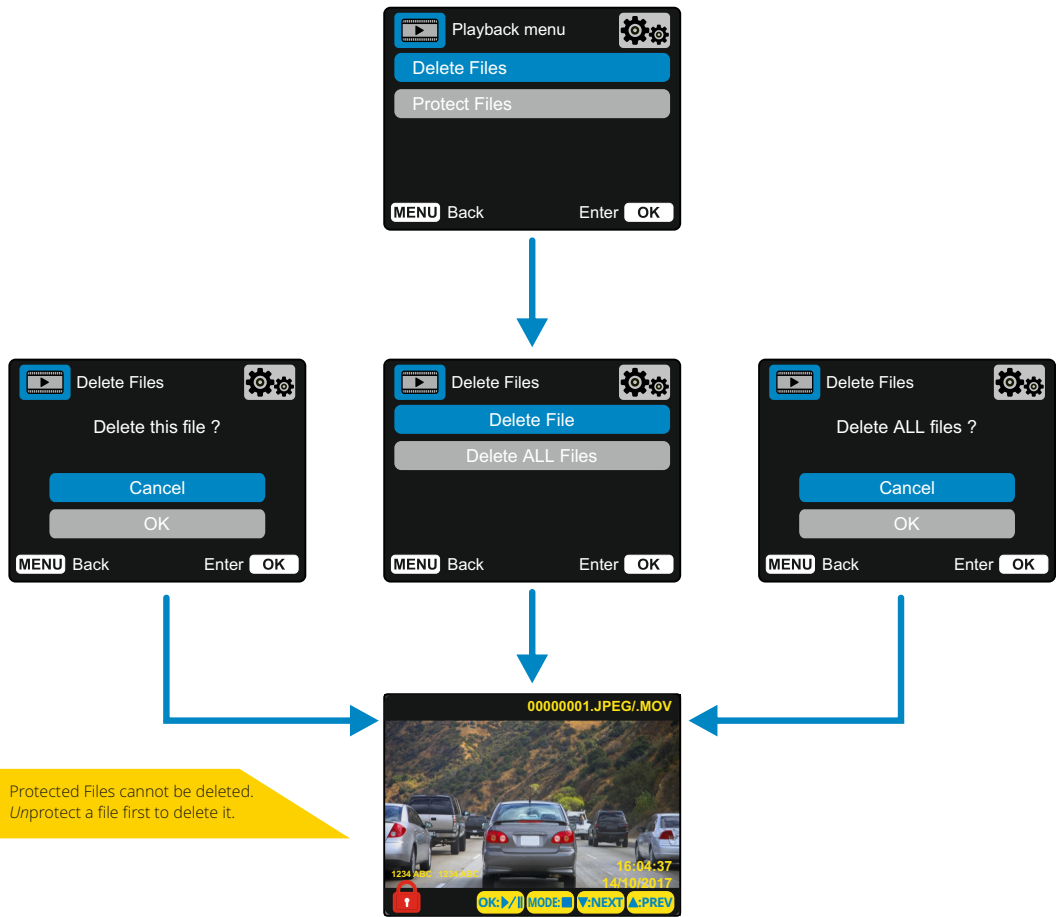 Playback menu
Delete Files
Protect Files
MENU Back Enter OK
Delete Files
Delete this file ?
Cancel
OK
MENU Back Enter OK
Delete Files
Delete File
Delete ALL Files
MENU Back Enter OK
Delete Files
Delete ALL files ?
Cancel
OK
MENU Back Enter OK
00000001.JPEG/.MOV
Protected Files cannot be deleted.
Unprotect a file first to delete it.
16:04:37
1234 ABC 1234 ABC
14/10/2017
OK:▶/|| MODE:■ ▼:NEXT ▲:PREV